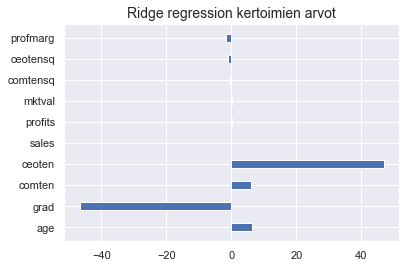 Ridge regression kertoimien arvot
profmarg
ceotensq
comtensq
mktval
profits
sales
ceoten
comten
grad
age
−40 −20 0 20 40